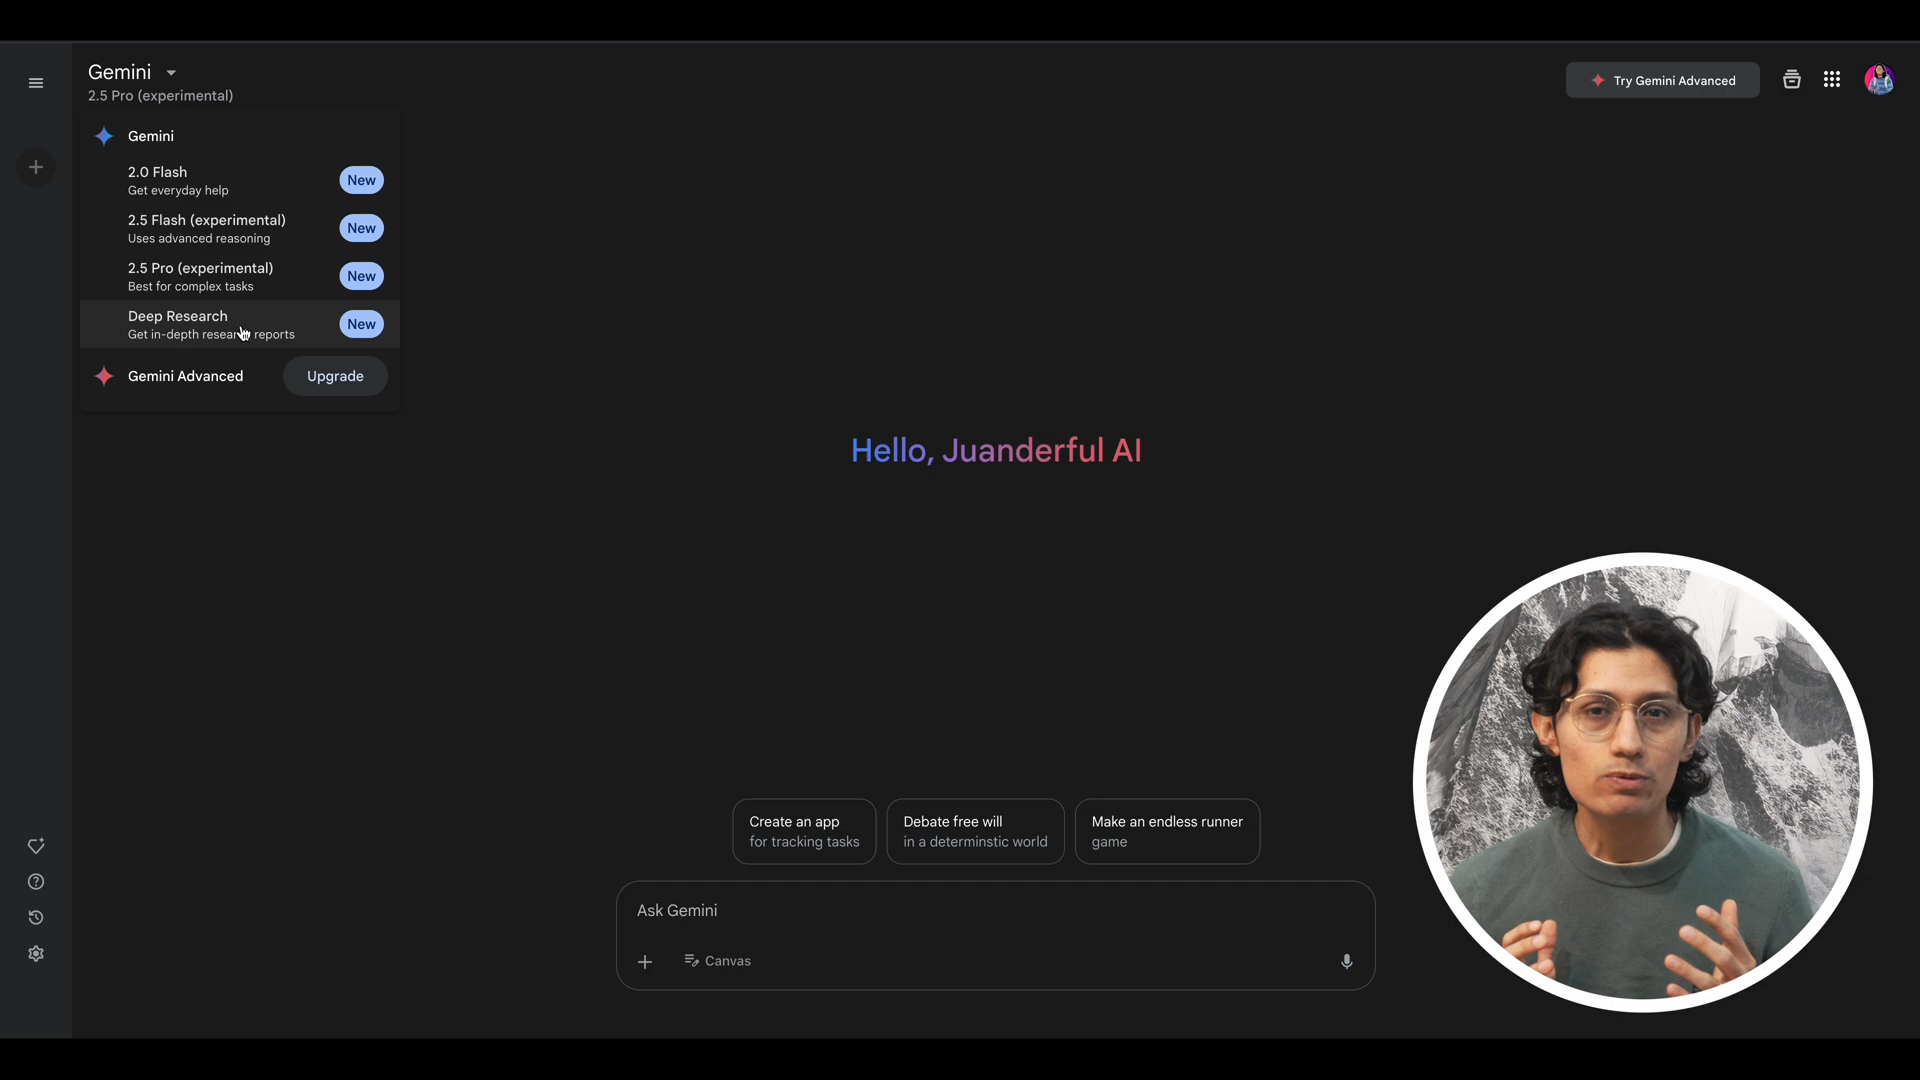 Gemini
2.5 Pro (experimental)
Try Gemini Advanced
Gemini
2.0 Flash
Get everyday help
New
2.5 Flash (experimental)
Uses advanced reasoning
New
2.5 Pro (experimental)
Best for complex tasks
New
Deep Research
Get in-depth research reports
New
Gemini Advanced
Upgrade
Hello, Juanderful AI
Create an app
for tracking tasks
Debate free will
in a determinstic world
Make an endless runner
game
Ask Gemini
Canvas